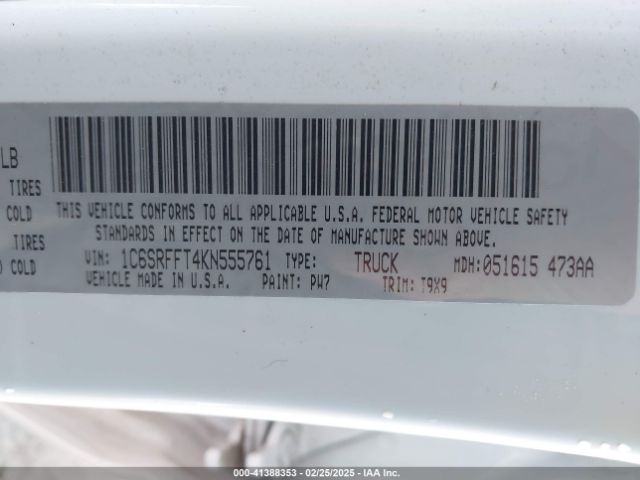 LB
TIRES
COLD
TIRES
COLD
THIS VEHICLE CONFORMS TO ALL APPLICABLE U.S.A. FEDERAL MOTOR VEHICLE SAFETY
STANDARDS IN EFFECT ON THE DATE OF MANUFACTURE SHOWN ABOVE.
VIN: 1C6SRFFT4KN555761 TYPE: TRUCK MDH:051615 473AA
VEHICLE MADE IN U.S.A. PAINT: PW7 TRIM: T9X9
000-41388353 - 02/25/2025 - IAA Inc.